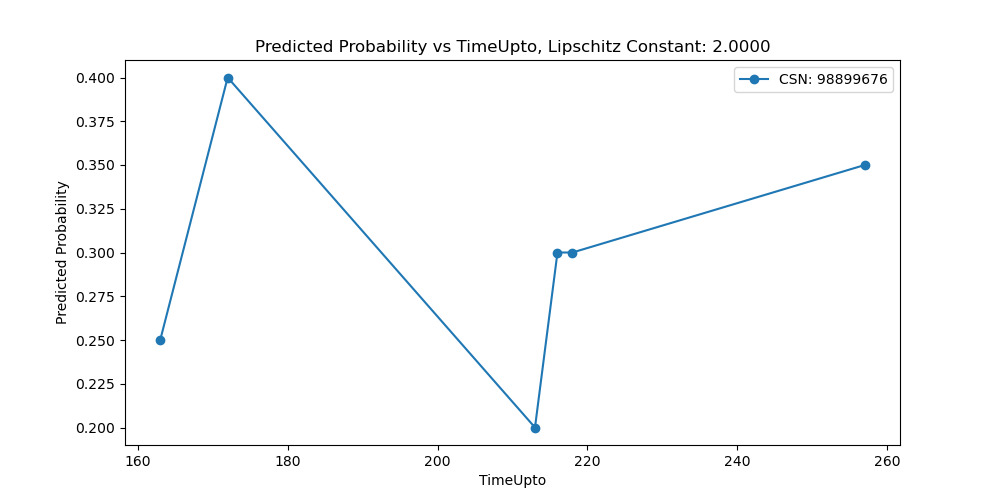 Predicted Probability vs TimeUpto, Lipschitz Constant: 2.0000
CSN: 98899676
Predicted Probability
0.400
0.375
0.350
0.325
0.300
0.275
0.250
0.225
0.200
160 180 200 220 240 260
TimeUpto